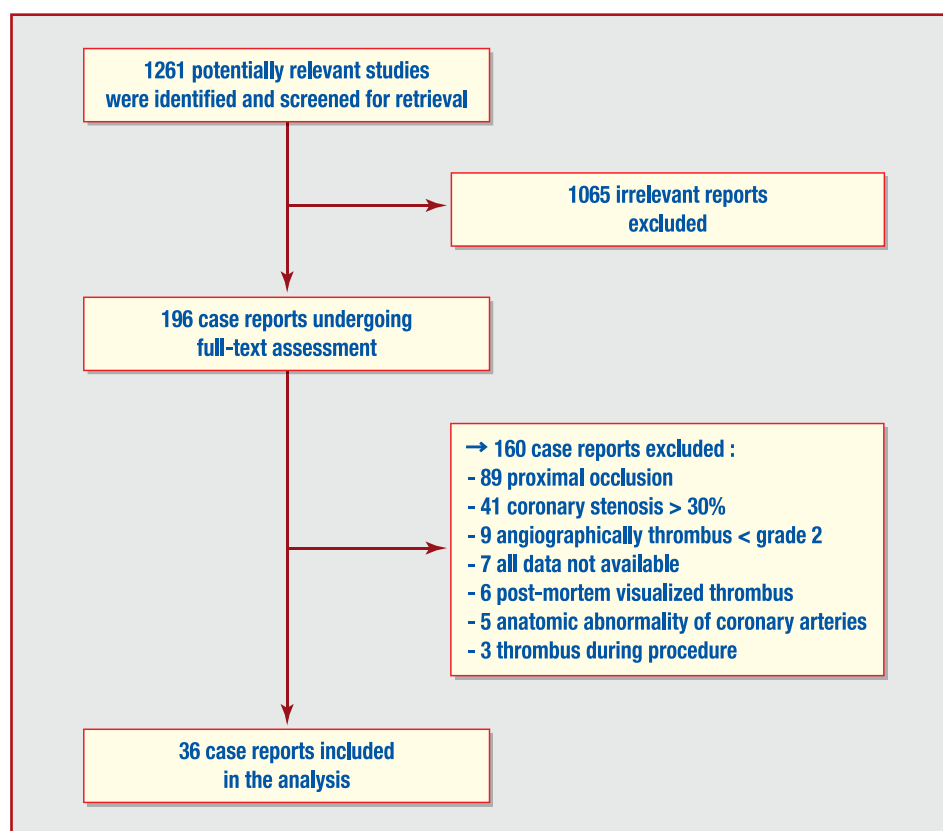 1261 potentially relevant studies
were identified and screened for retrieval
1065 irrelevant reports
excluded
196 case reports undergoing
full-text assessment
→ 160 case reports excluded :
- 89 proximal occlusion
- 41 coronary stenosis > 30%
- 9 angiographically thrombus < grade 2
- 7 all data not available
- 6 post-mortem visualized thrombus
- 5 anatomic abnormality of coronary arteries
- 3 thrombus during procedure
36 case reports included
in the analysis